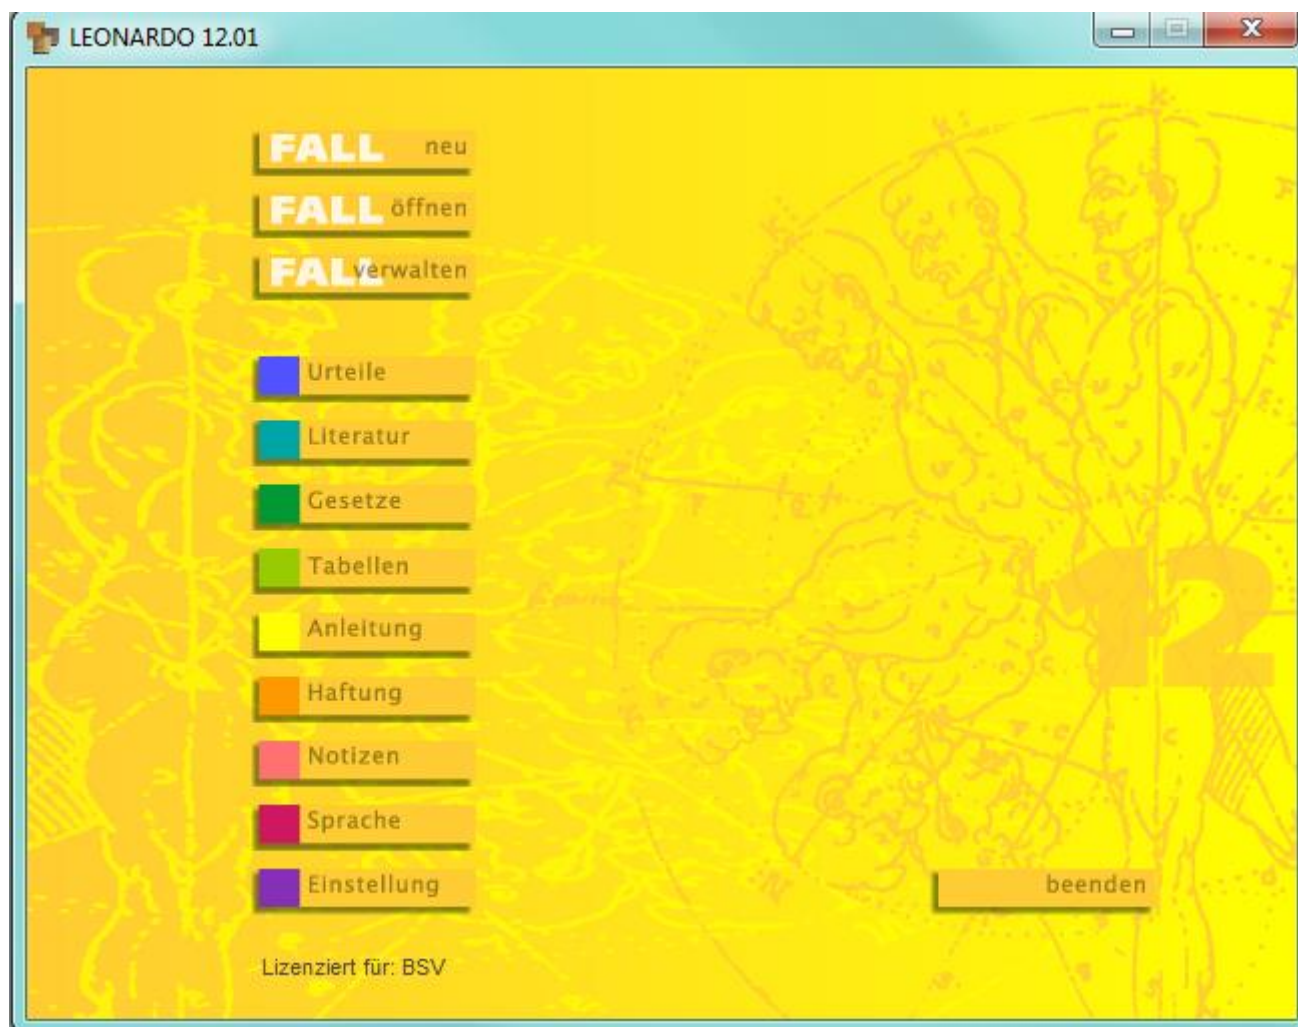 LEONARDO 12.01
FALL neu
FALL öffnen
FALL verwalten
Urteile
Literatur
Gesetze
Tabellen
Anleitung
Haftung
Notizen
Sprache
Einstellung
12
beenden
Lizenziert für: BSV